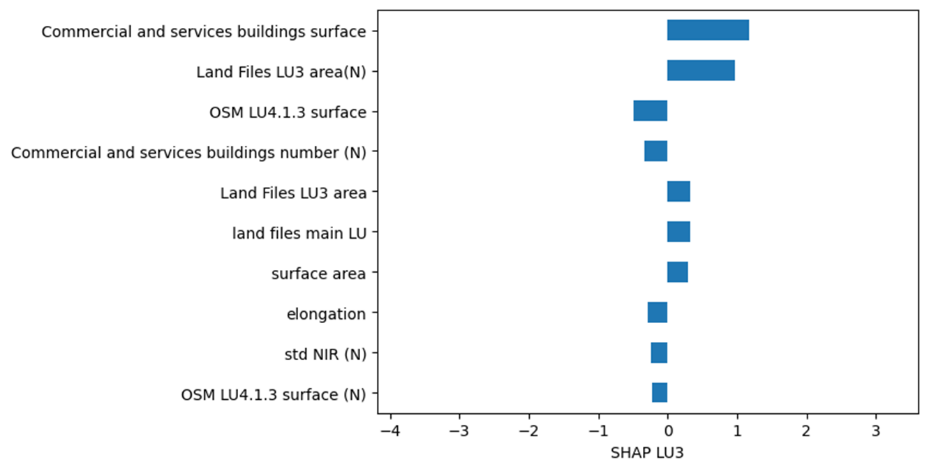 Commercial and services buildings surface
Land Files LU3 area(N)
OSM LU4.1.3 surface
Commercial and services buildings number (N)
Land Files LU3 area
land files main LU
surface area
elongation
std NIR (N)
OSM LU4.1.3 surface (N)
−4 −3 −2 −1 0 1 2 3
SHAP LU3